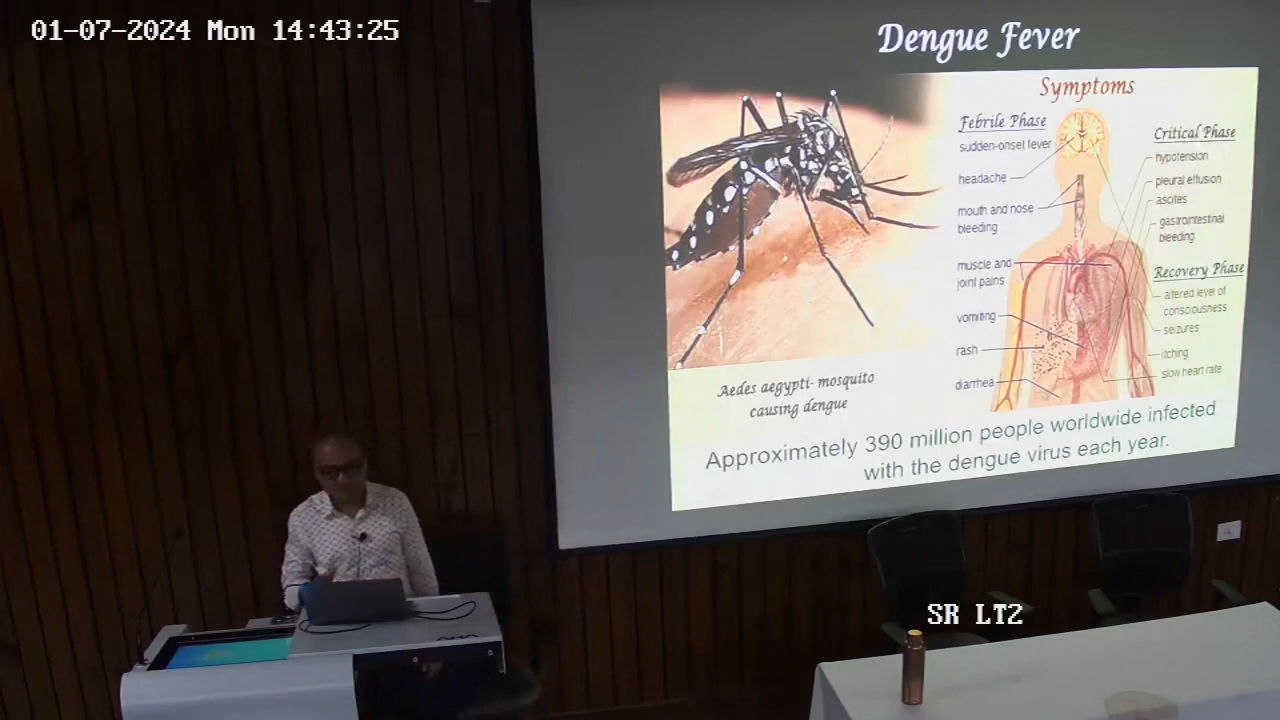 01-07-2024 Mon 14:43:25
Dengue Fever
Symptoms
Febrile Phase
sudden-onset fever
headache
mouth and nose
bleeding
muscle and
joint pains
vomiting
rash
diarrhea
Critical Phase
hypotension
pleural effusion
ascites
gastrointestinal
bleeding
Recovery Phase
altered level of
consciousness
seizures
itching
slow heart rate
Aedes aegypti- mosquito
causing dengue
Approximately 390 million people worldwide infected
with the dengue virus each year.
SR LT2